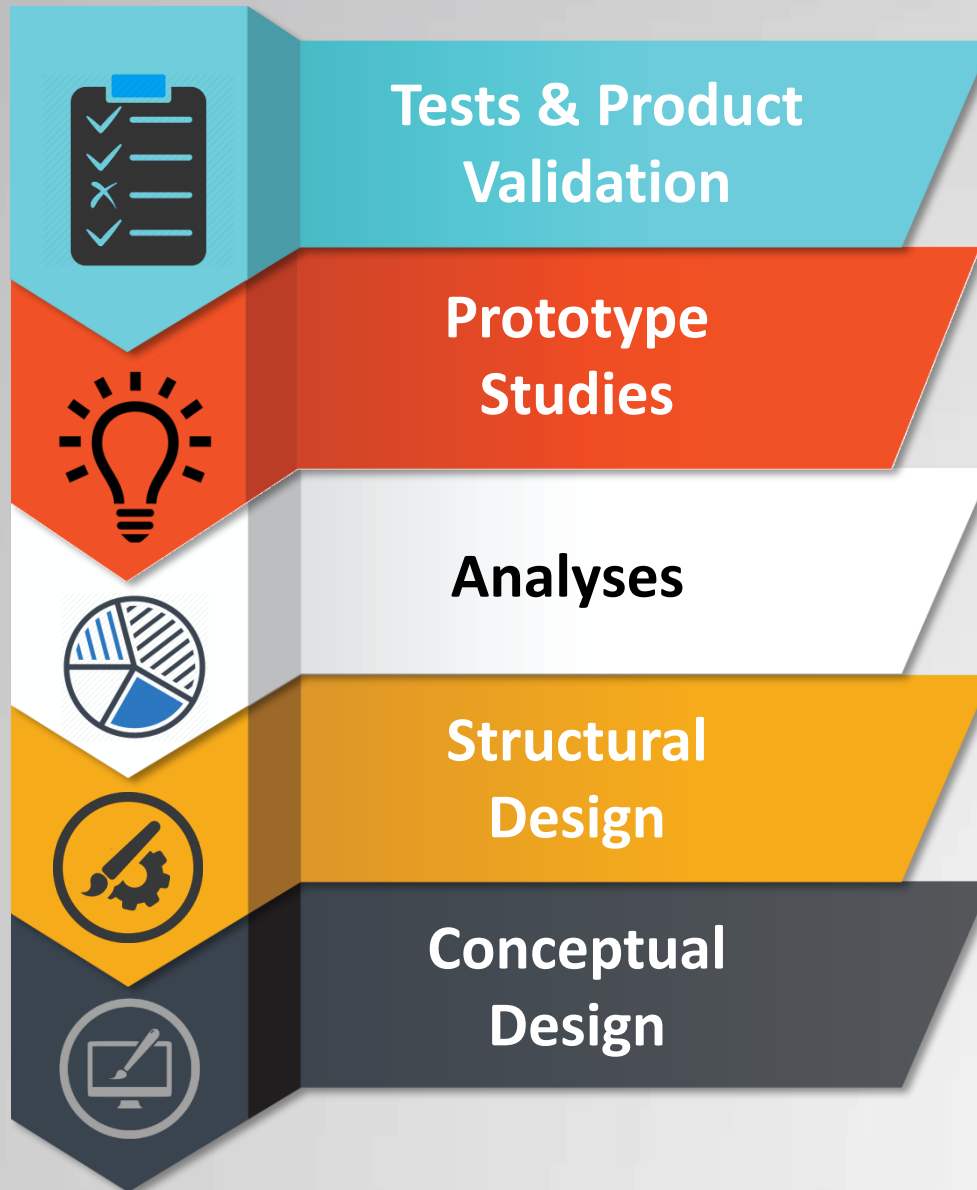 Tests & Product
Validation
Prototype
Studies
Analyses
Structural
Design
Conceptual
Design